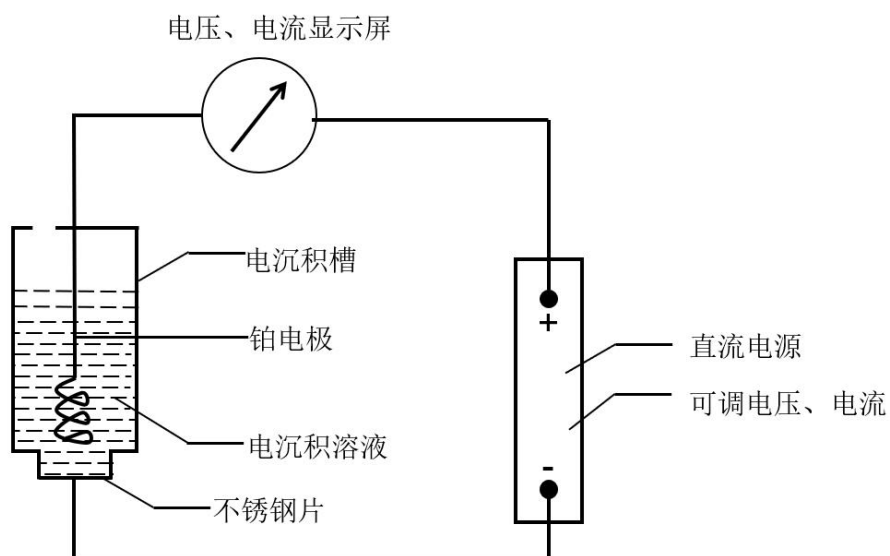 电压、电流显示屏
电沉积槽
铂电极
+
直流电源
可调电压、电流
电沉积溶液
-
不锈钢片